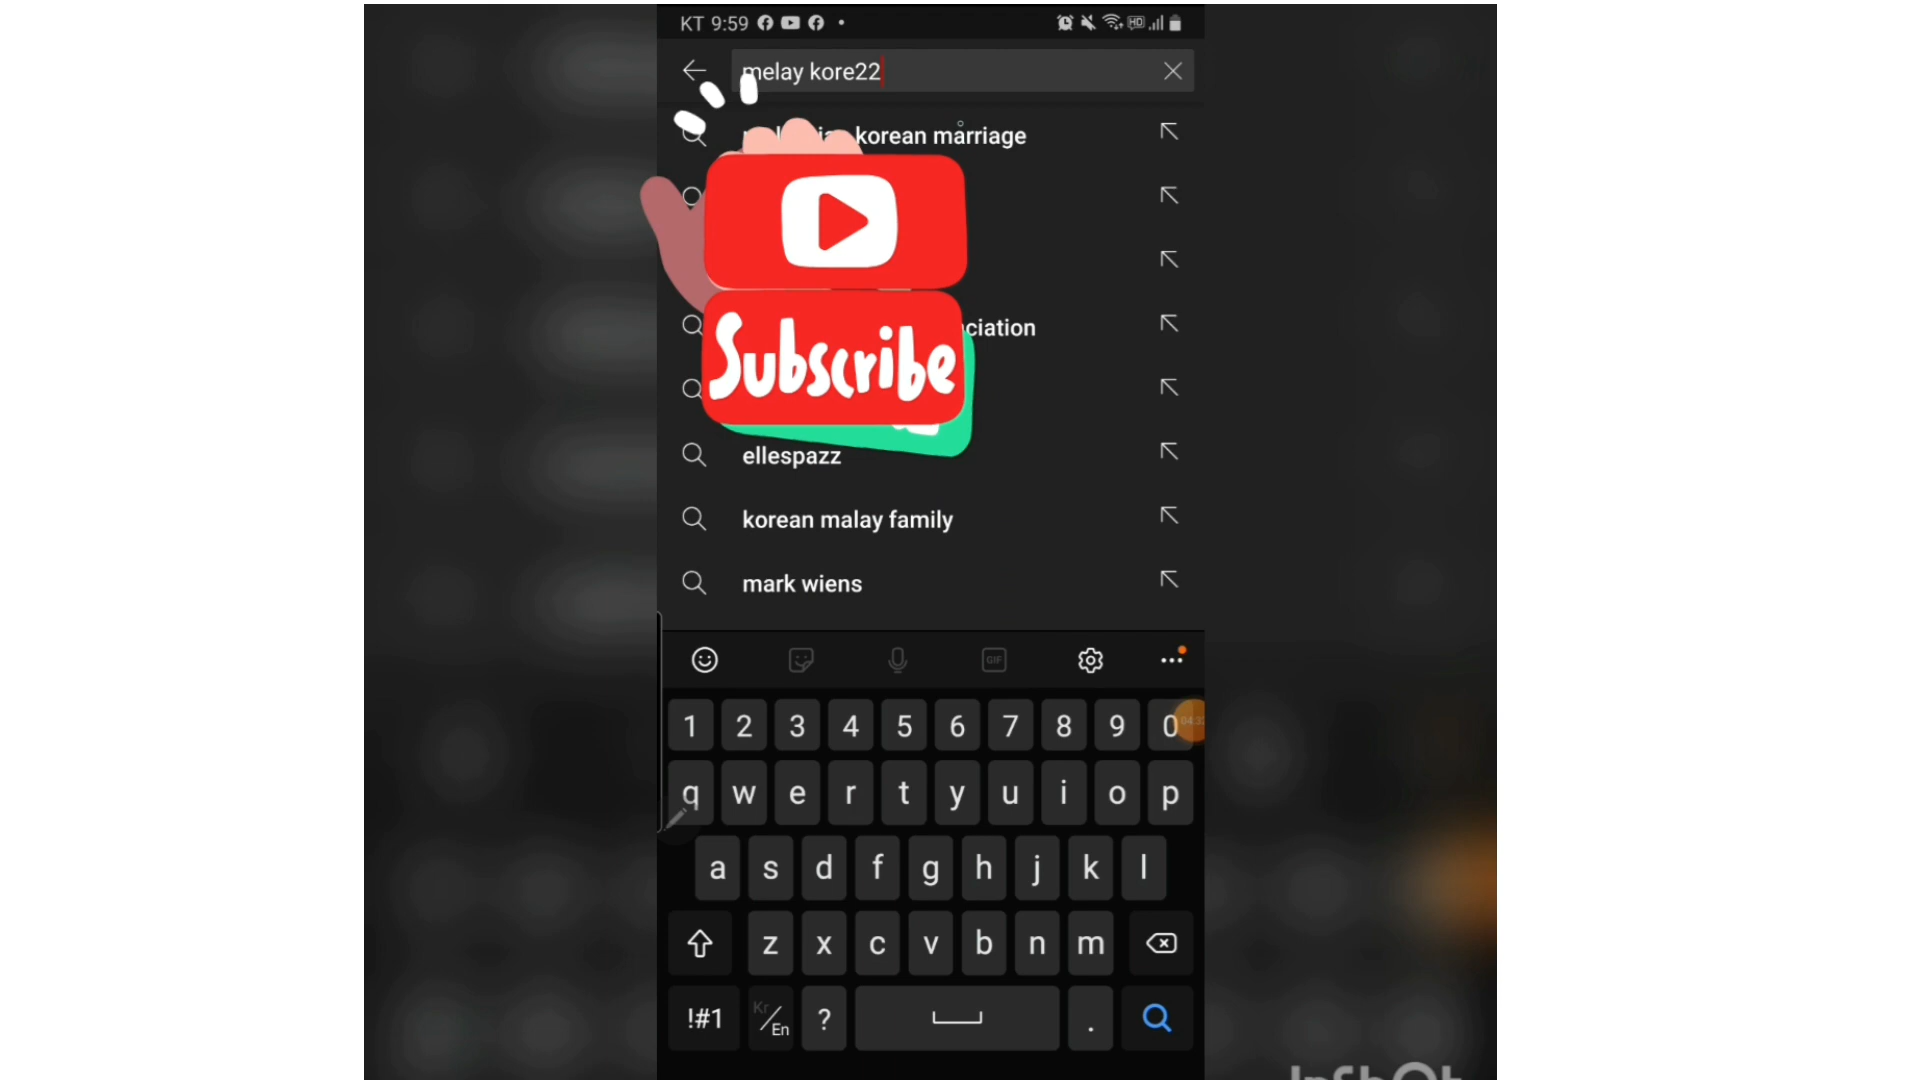 KT 9:59
melay kore22
korean marriage
ciation
Subscribe
ellespazz
korean malay family
mark wiens
GIF
1 2 3 4 5 6 7 8 9 0
q w e r t y u i o p
a s d f g h j k l
z x c v b n m
!#1 Kr/En ? .